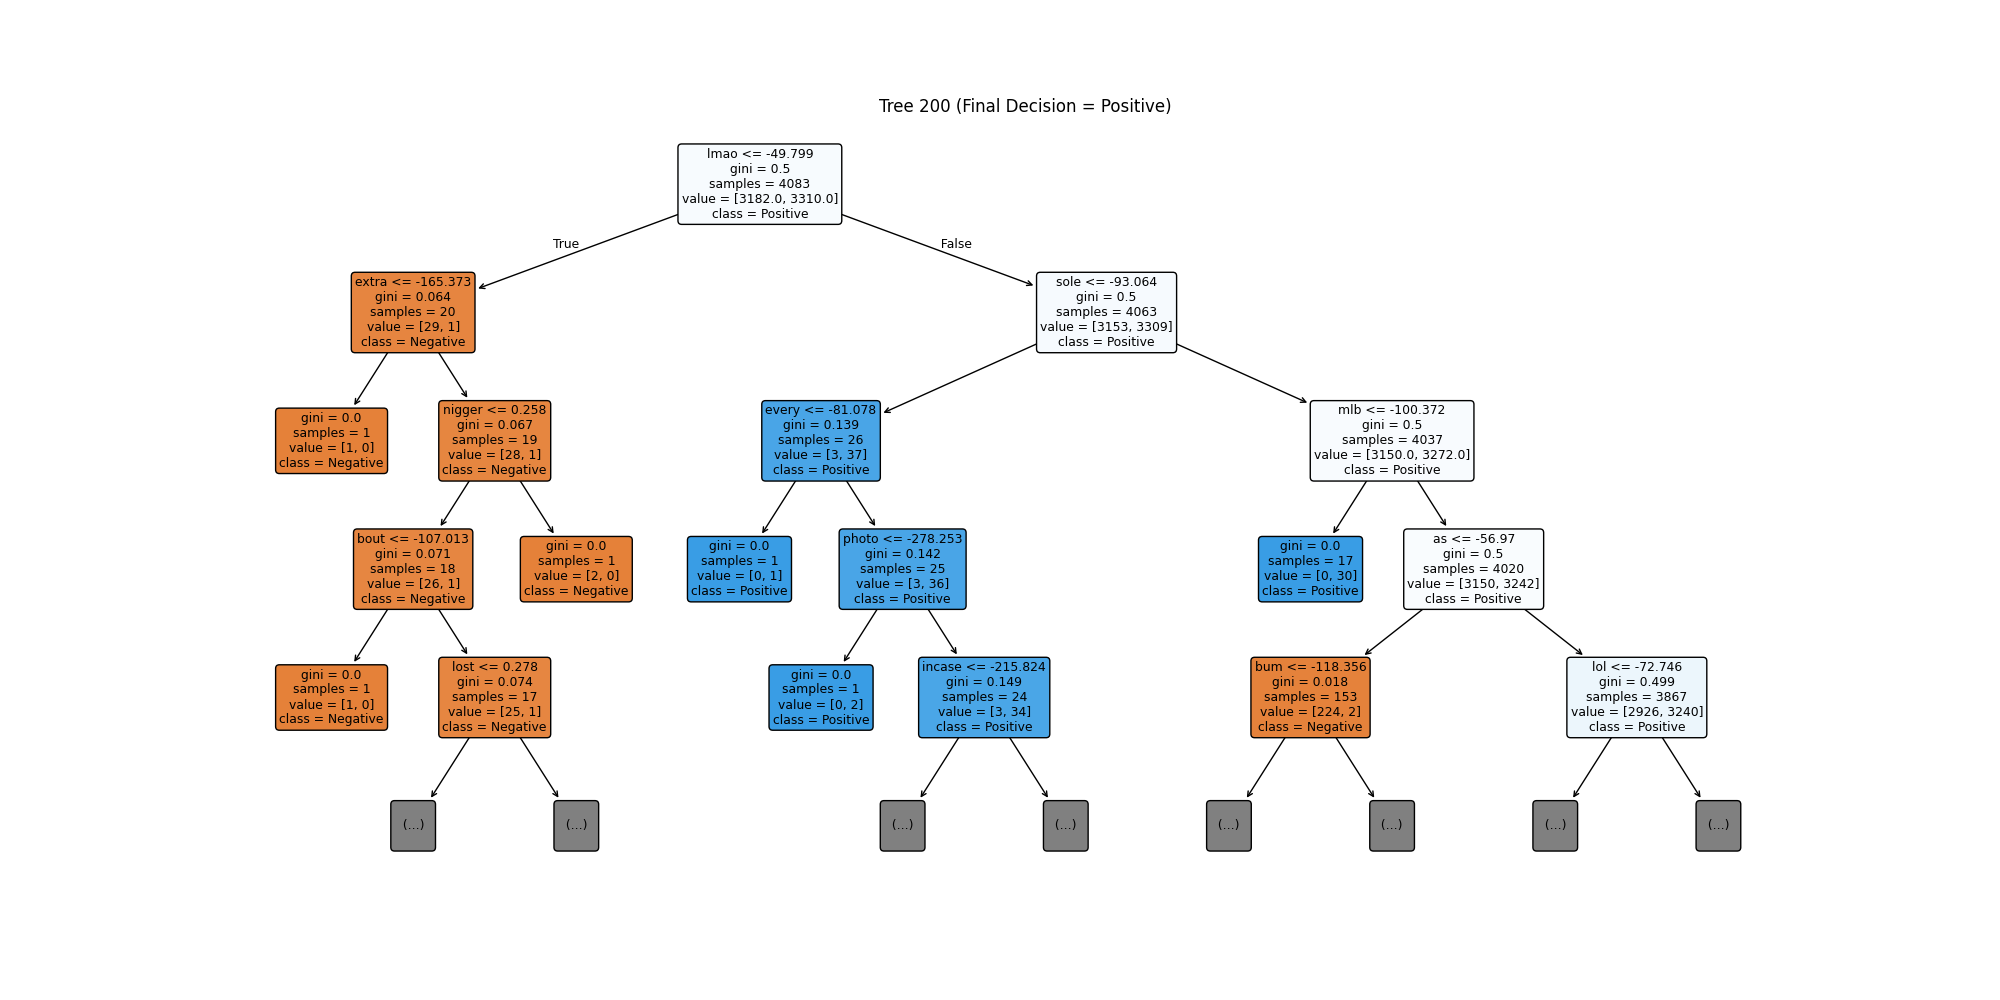 Tree 200 (Final Decision = Positive)
lmao <= -49.799
gini = 0.5
samples = 4083
value = [3182.0, 3310.0]
class = Positive
True
False
extra <= -165.373
gini = 0.064
samples = 20
value = [29, 1]
class = Negative
sole <= -93.064
gini = 0.5
samples = 4063
value = [3153, 3309]
class = Positive
gini = 0.0
samples = 1
value = [1, 0]
class = Negative
nigger <= 0.258
gini = 0.067
samples = 19
value = [28, 1]
class = Negative
every <= -81.078
gini = 0.139
samples = 26
value = [3, 37]
class = Positive
mlb <= -100.372
gini = 0.5
samples = 4037
value = [3150.0, 3272.0]
class = Positive
bout <= -107.013
gini = 0.071
samples = 18
value = [26, 1]
class = Negative
gini = 0.0
samples = 1
value = [2, 0]
class = Negative
gini = 0.0
samples = 1
value = [0, 1]
class = Positive
photo <= -278.253
gini = 0.142
samples = 25
value = [3, 36]
class = Positive
gini = 0.0
samples = 17
value = [0, 30]
class = Positive
as <= -56.97
gini = 0.5
samples = 4020
value = [3150, 3242]
class = Positive
gini = 0.0
samples = 1
value = [1, 0]
class = Negative
lost <= 0.278
gini = 0.074
samples = 17
value = [25, 1]
class = Negative
gini = 0.0
samples = 1
value = [0, 2]
class = Positive
incase <= -215.824
gini = 0.149
samples = 24
value = [3, 34]
class = Positive
bum <= -118.356
gini = 0.018
samples = 153
value = [224, 2]
class = Negative
lol <= -72.746
gini = 0.499
samples = 3867
value = [2926, 3240]
class = Positive
(...)
(...)
(...)
(...)
(...)
(...)
(...)
(...)